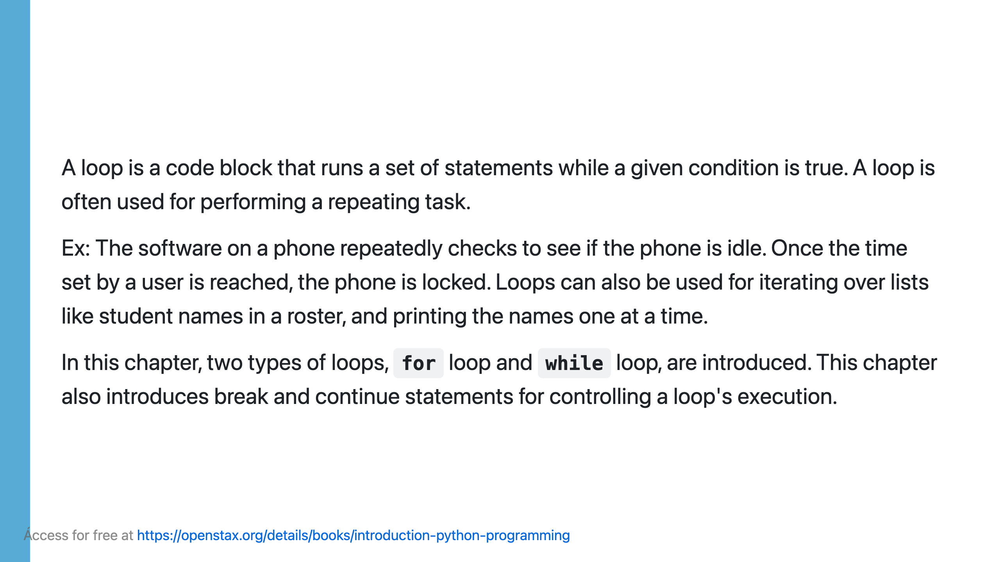 A loop is a code block that runs a set of statements while a given condition is true. A loop is
often used for performing a repeating task.
Ex: The software on a phone repeatedly checks to see if the phone is idle. Once the time
set by a user is reached, the phone is locked. Loops can also be used for iterating over lists
like student names in a roster, and printing the names one at a time.
In this chapter, two types of loops, for loop and while loop, are introduced. This chapter
also introduces break and continue statements for controlling a loop's execution.
Áccess for free at https://openstax.org/details/books/introduction-python-programming